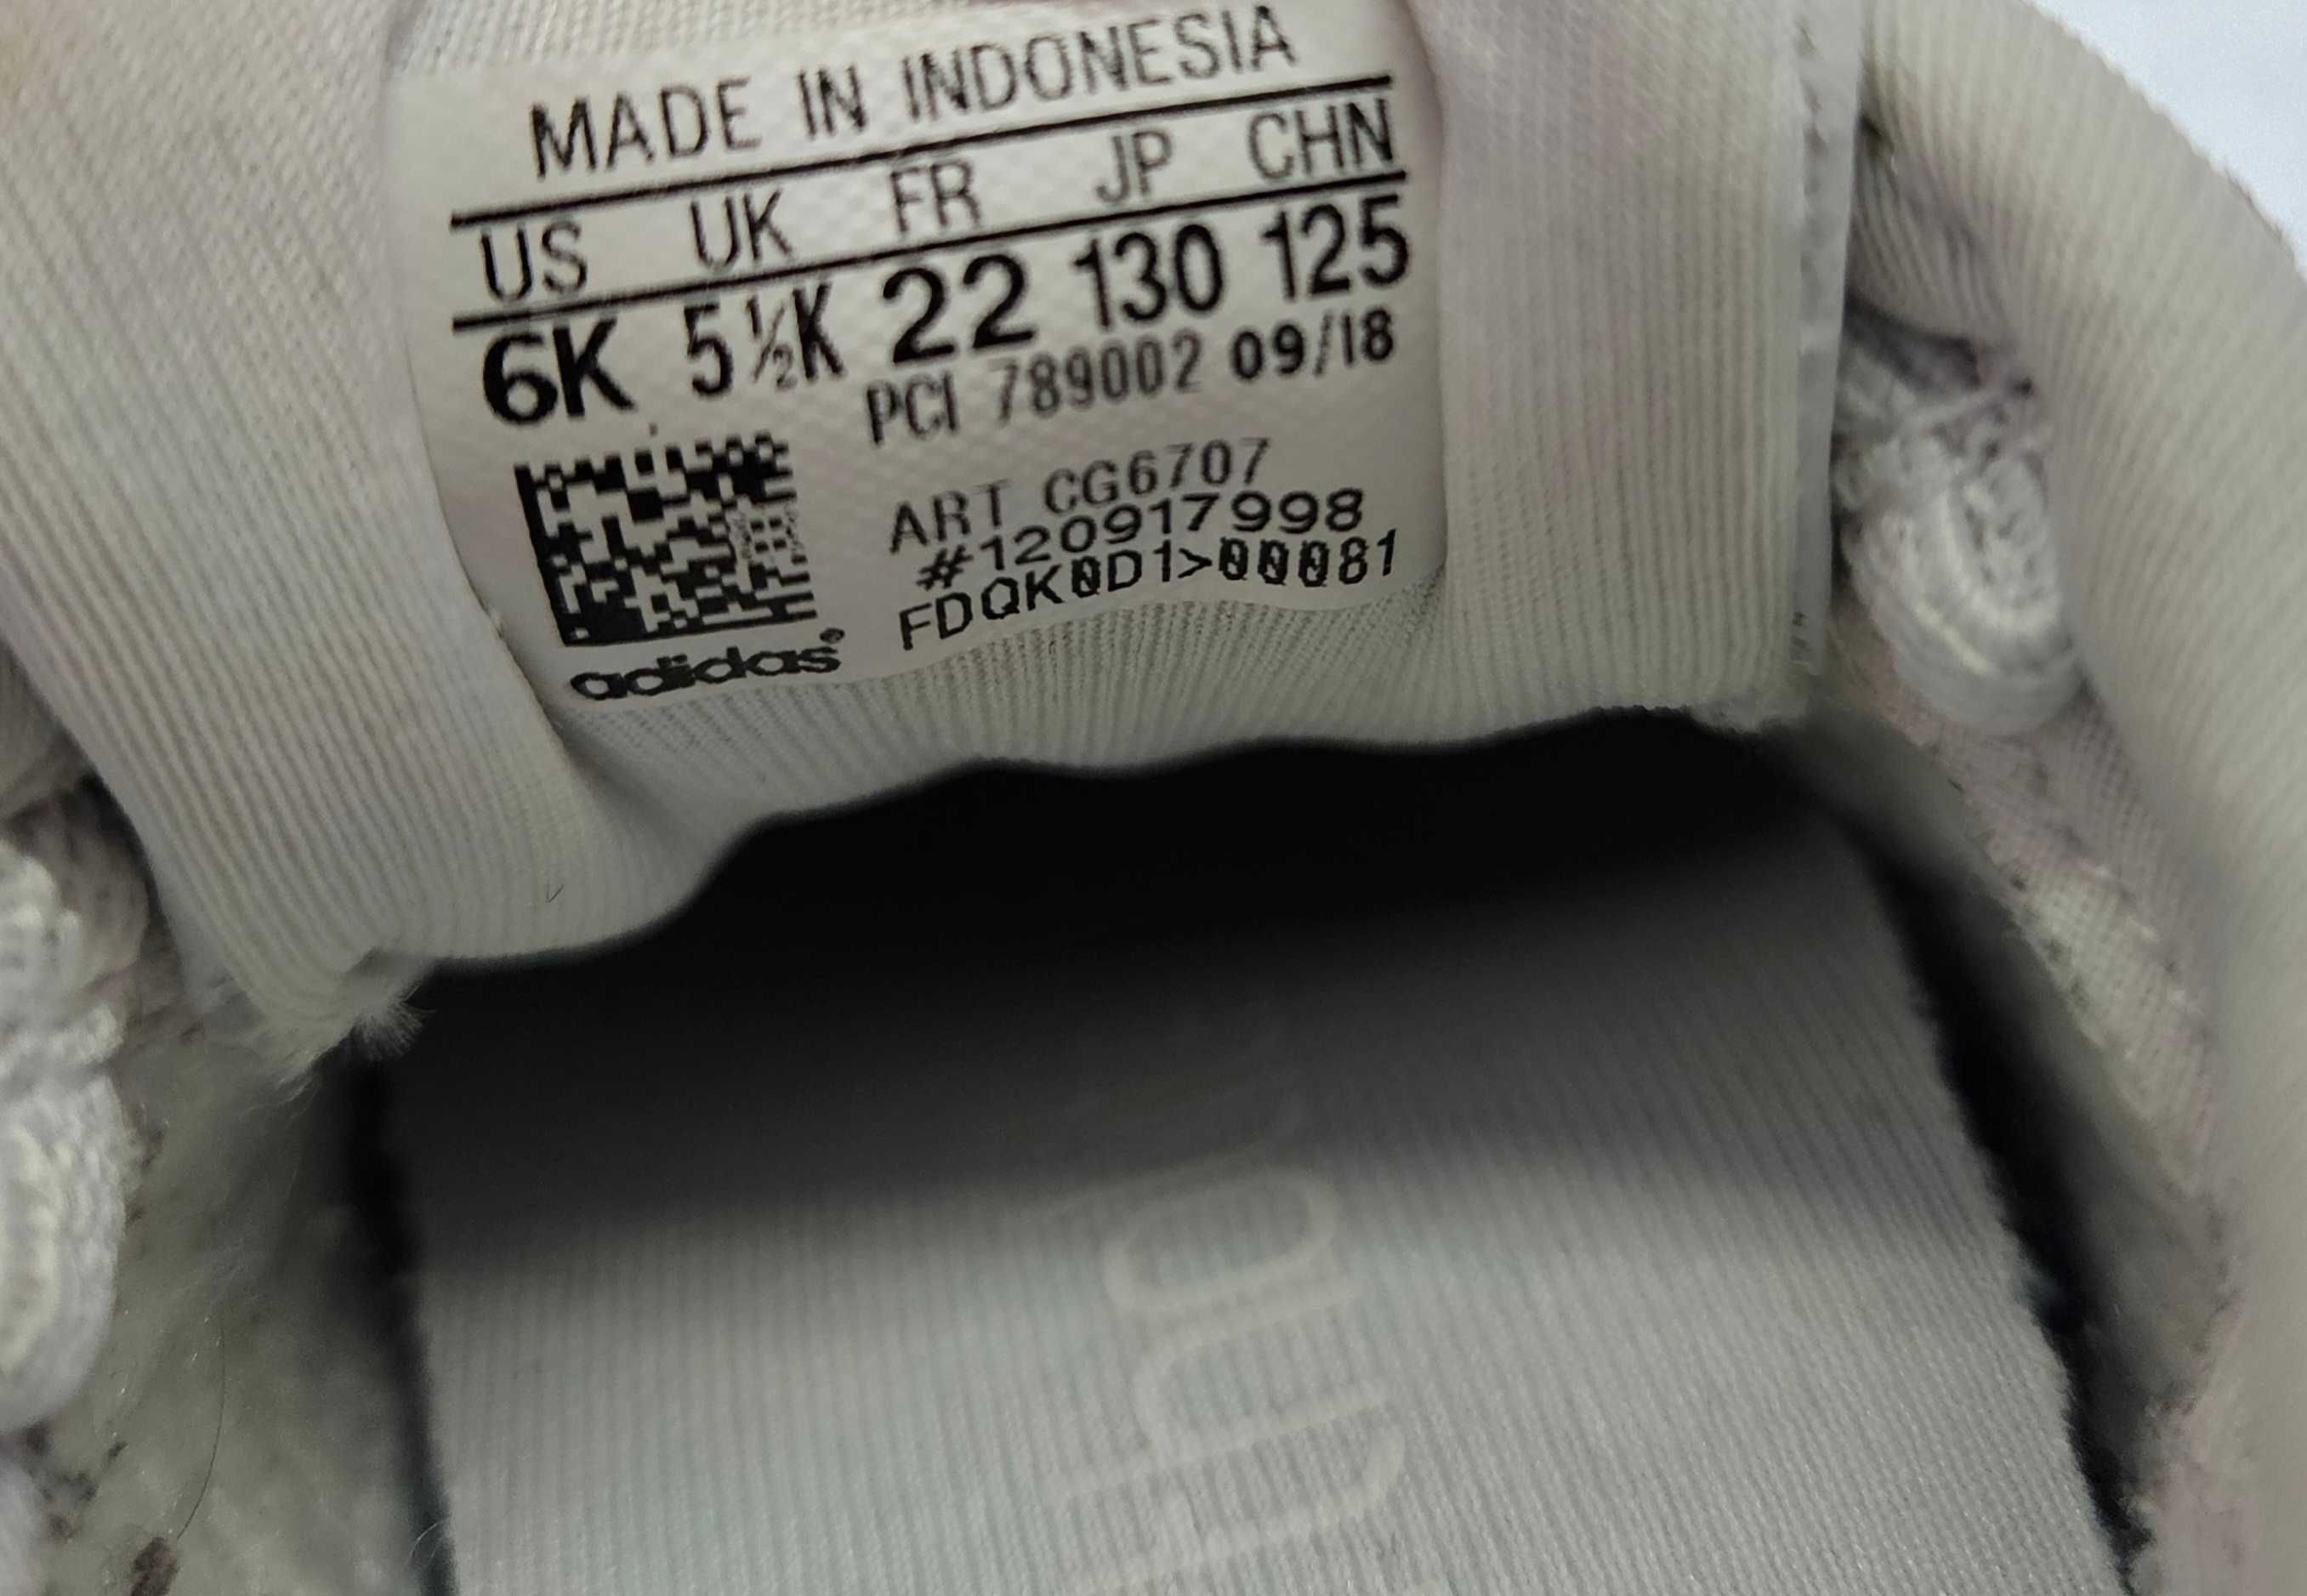 MADE IN INDONESIA
US UK FR JP CHN
6K 5½K 22 130 125
PCI 789002 09/18
ART CG6707
#120917998
FDQK0D1>00081
adidas®